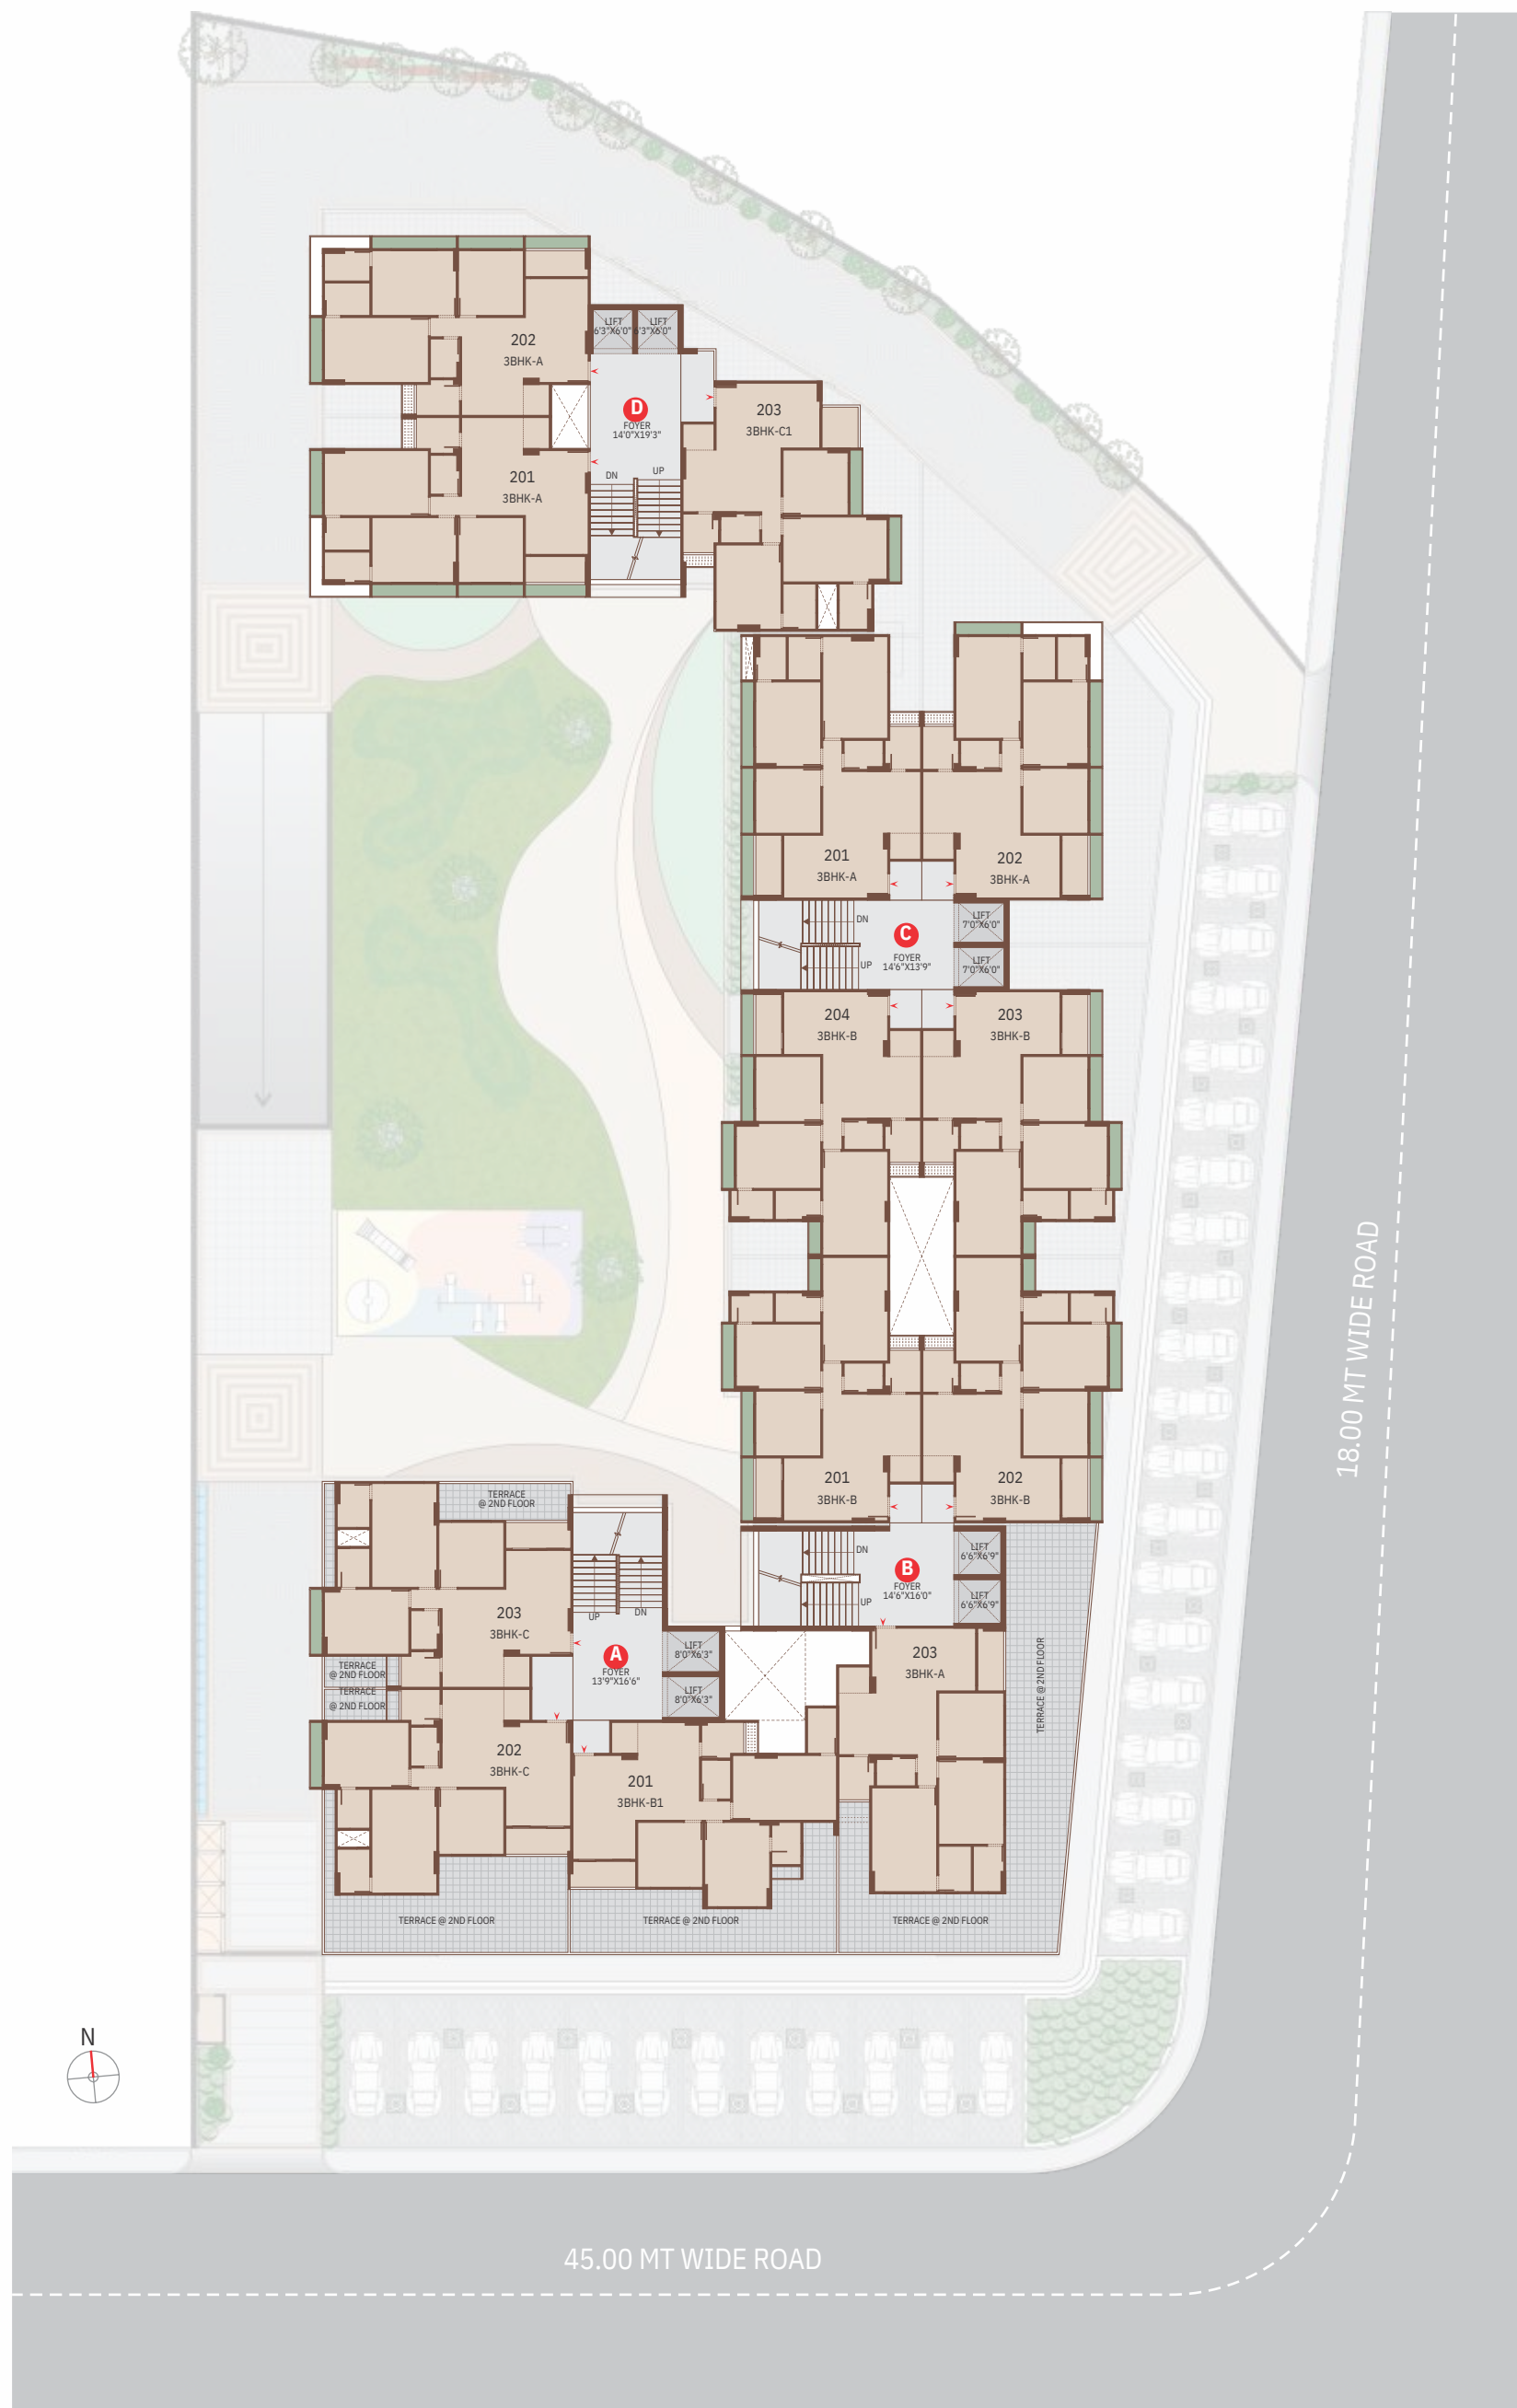 LIFT
6'3"X6'0"
LIFT
6'3"X6'0"
202
3BHK-A
D
FOYER
14'0"X19'3"
203
3BHK-C1
DN
UP
201
3BHK-A
201
3BHK-A
202
3BHK-A
DN
LIFT
7'0"X6'0"
C
FOYER
14'6"X13'9"
UP
LIFT
7'0"X6'0"
204
3BHK-B
203
3BHK-B
18.00 MT WIDE ROAD
201
3BHK-B
202
3BHK-B
TERRACE
@ 2ND FLOOR
DN
LIFT
6'6"X6'9"
B
FOYER
14'6"X16'0"
UP
LIFT
6'6"X6'9"
203
3BHK-C
UP
DN
A
FOYER
13'9"X16'6"
LIFT
8'0"X6'3"
LIFT
8'0"X6'3"
203
3BHK-A
TERRACE @ 2ND FLOOR
TERRACE
@ 2ND FLOOR
TERRACE
@ 2ND FLOOR
202
3BHK-C
201
3BHK-B1
TERRACE @ 2ND FLOOR
TERRACE @ 2ND FLOOR
TERRACE @ 2ND FLOOR
N
45.00 MT WIDE ROAD